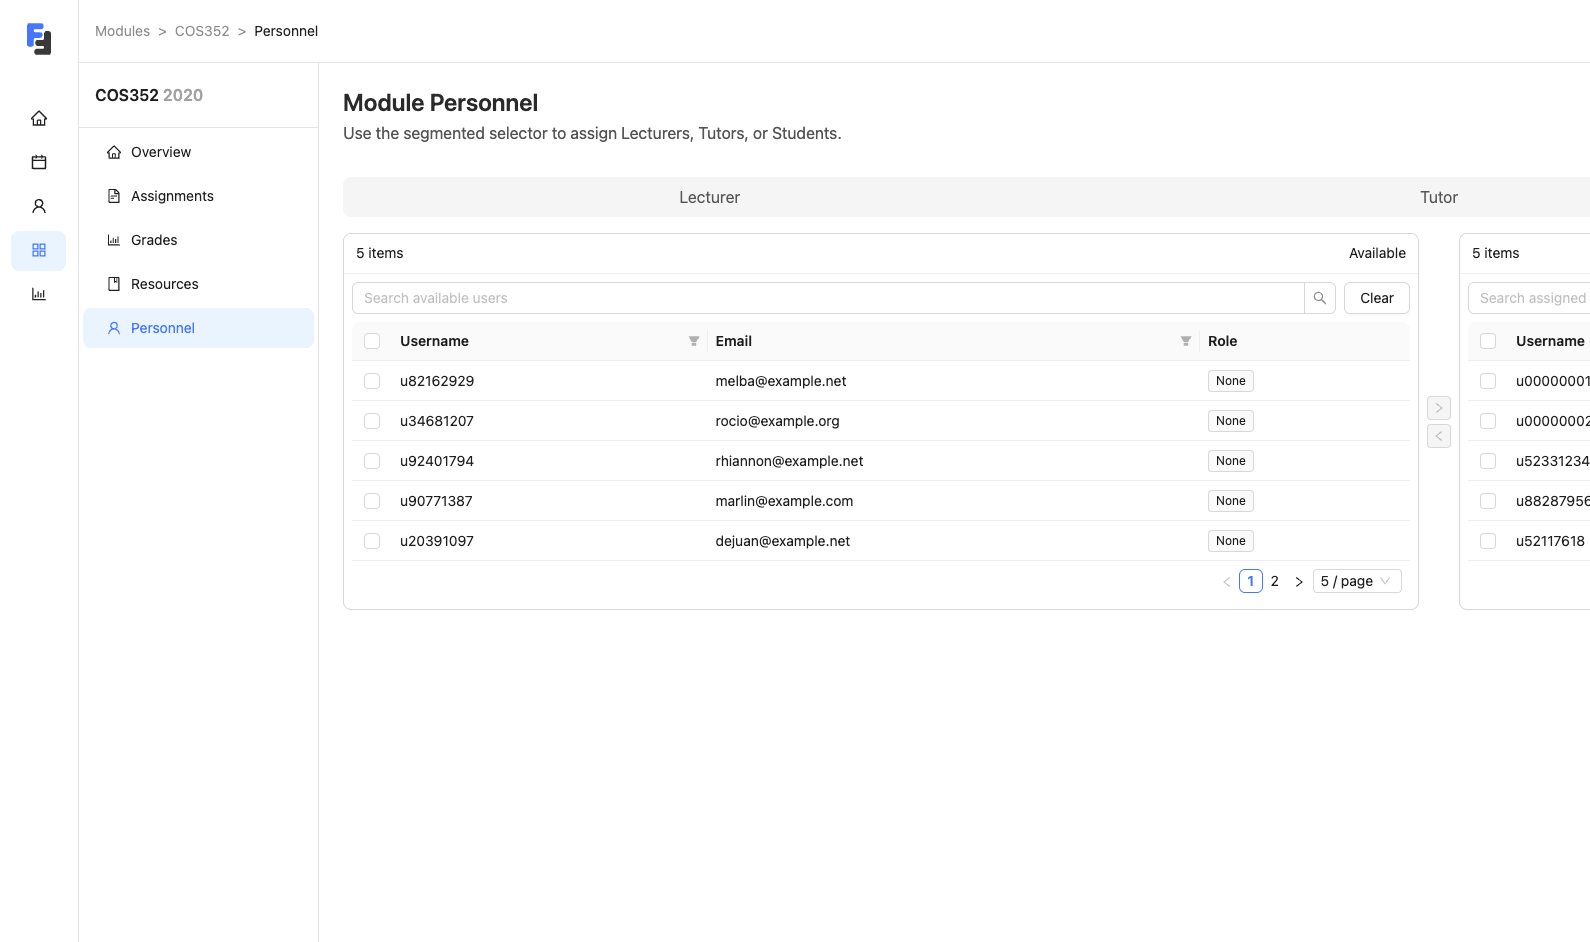 Modules > COS352 > Personnel
COS352 2020
Overview
Assignments
Grades
Resources
Personnel
Module Personnel
Use the segmented selector to assign Lecturers, Tutors, or Students.
Lecturer Tutor
5 items Available
Search available users Clear
Username Email Role
u82162929 melba@example.net None
u34681207 rocio@example.org None
u92401794 rhiannon@example.net None
u90771387 marlin@example.com None
u20391097 dejuan@example.net None
1 2 5 / page
5 items
Search assigned
Username
u00000001
u00000002
u52331234
u88287956
u52117618